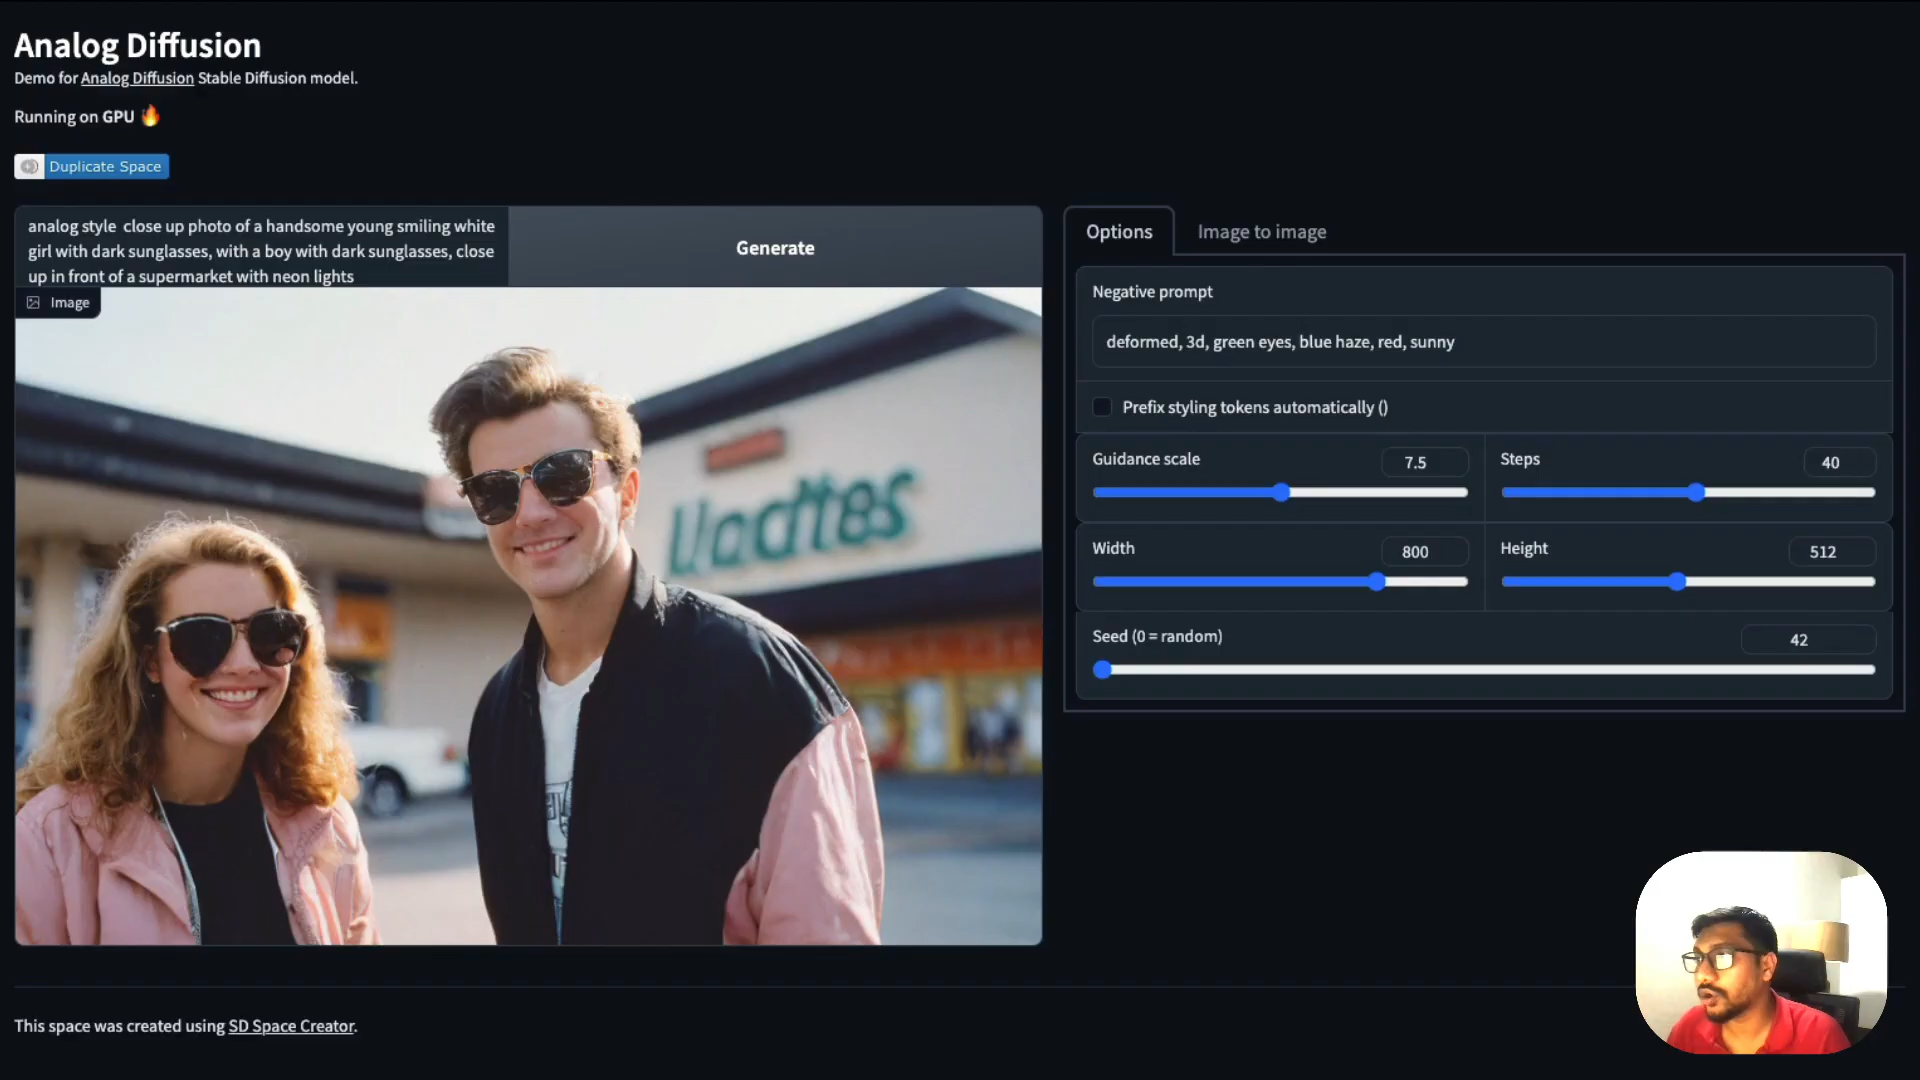 Analog Diffusion
Demo for Analog Diffusion Stable Diffusion model.
Running on GPU 🔥
Duplicate Space
analog style  close up photo of a handsome young smiling white
girl with dark sunglasses, with a boy with dark sunglasses, close
up in front of a supermarket with neon lights
Generate
Image
Options
Image to image
Negative prompt
deformed, 3d, green eyes, blue haze, red, sunny
Prefix styling tokens automatically ()
Guidance scale
7.5
Steps
40
Width
800
Height
512
Seed (0 = random)
42
This space was created using SD Space Creator.